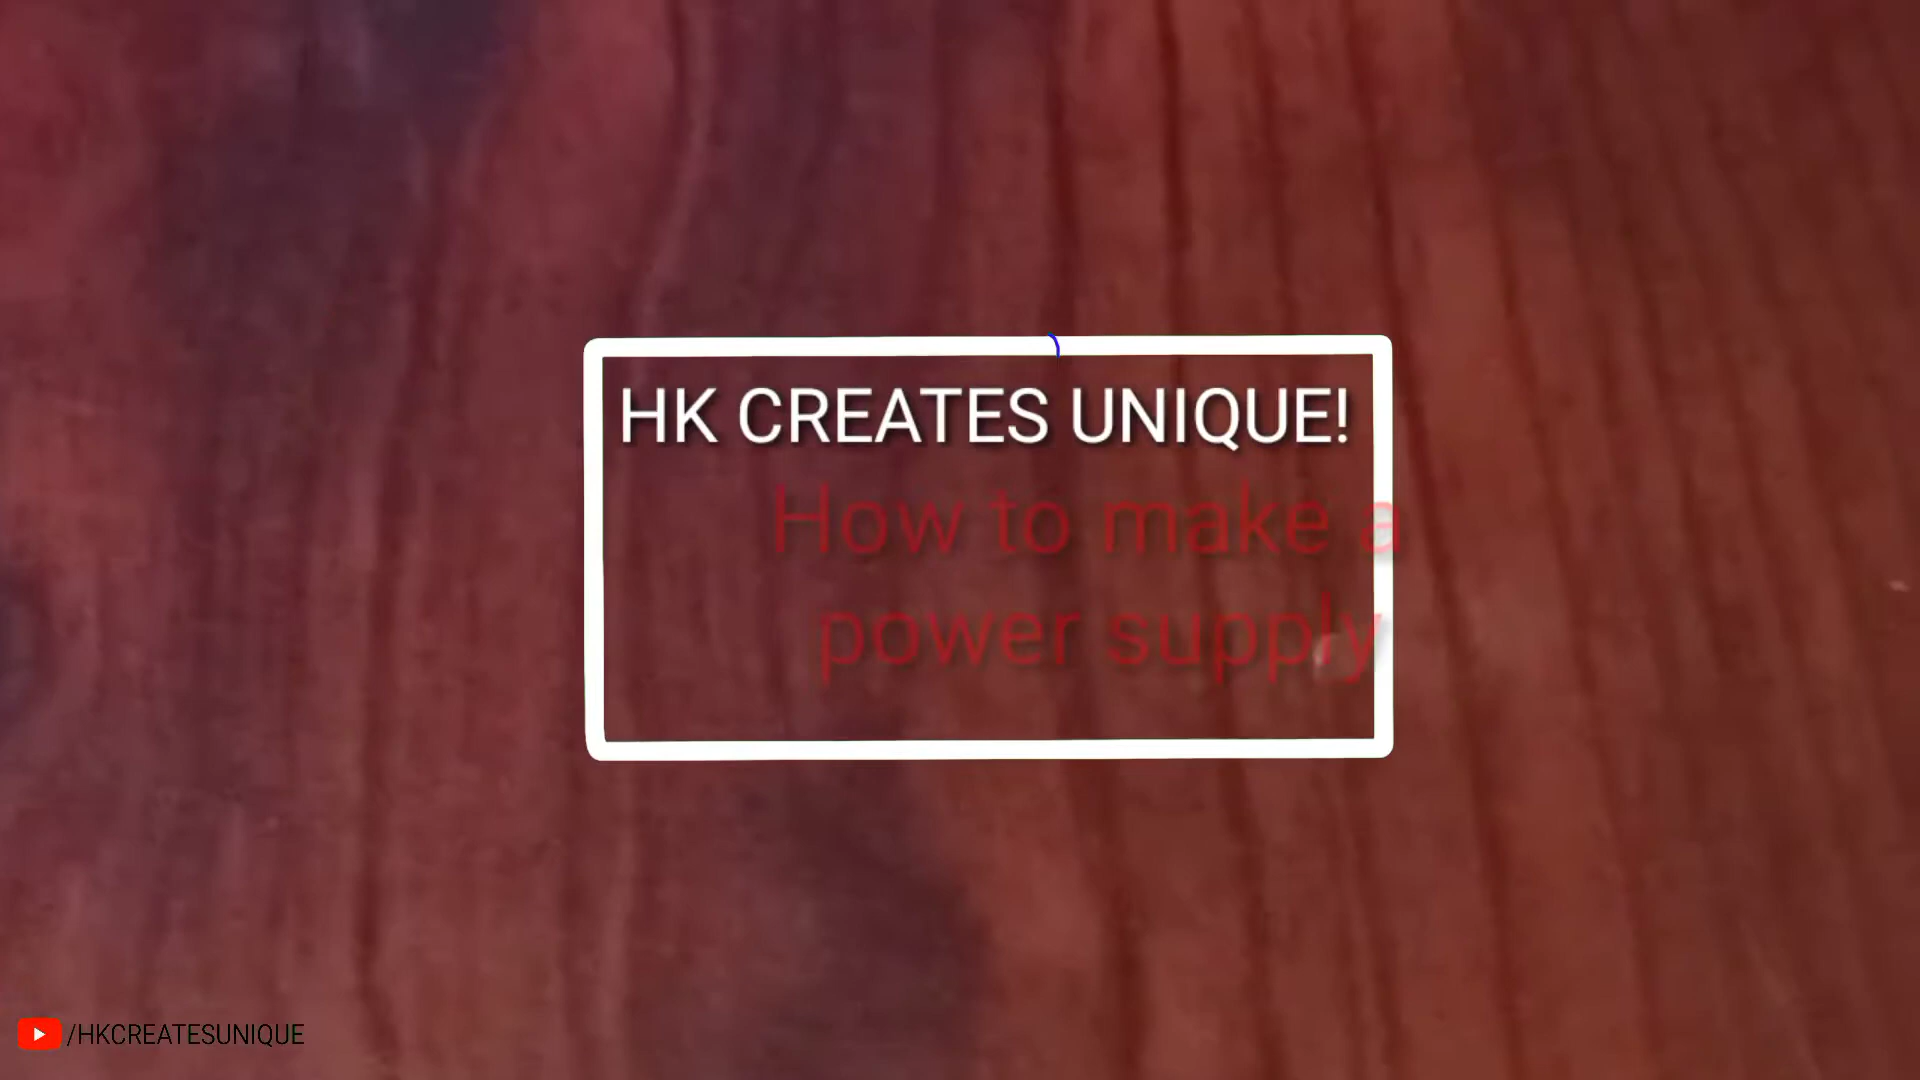 HK CREATES UNIQUE!
How to make a
power supply
/HKCREATESUNIQUE